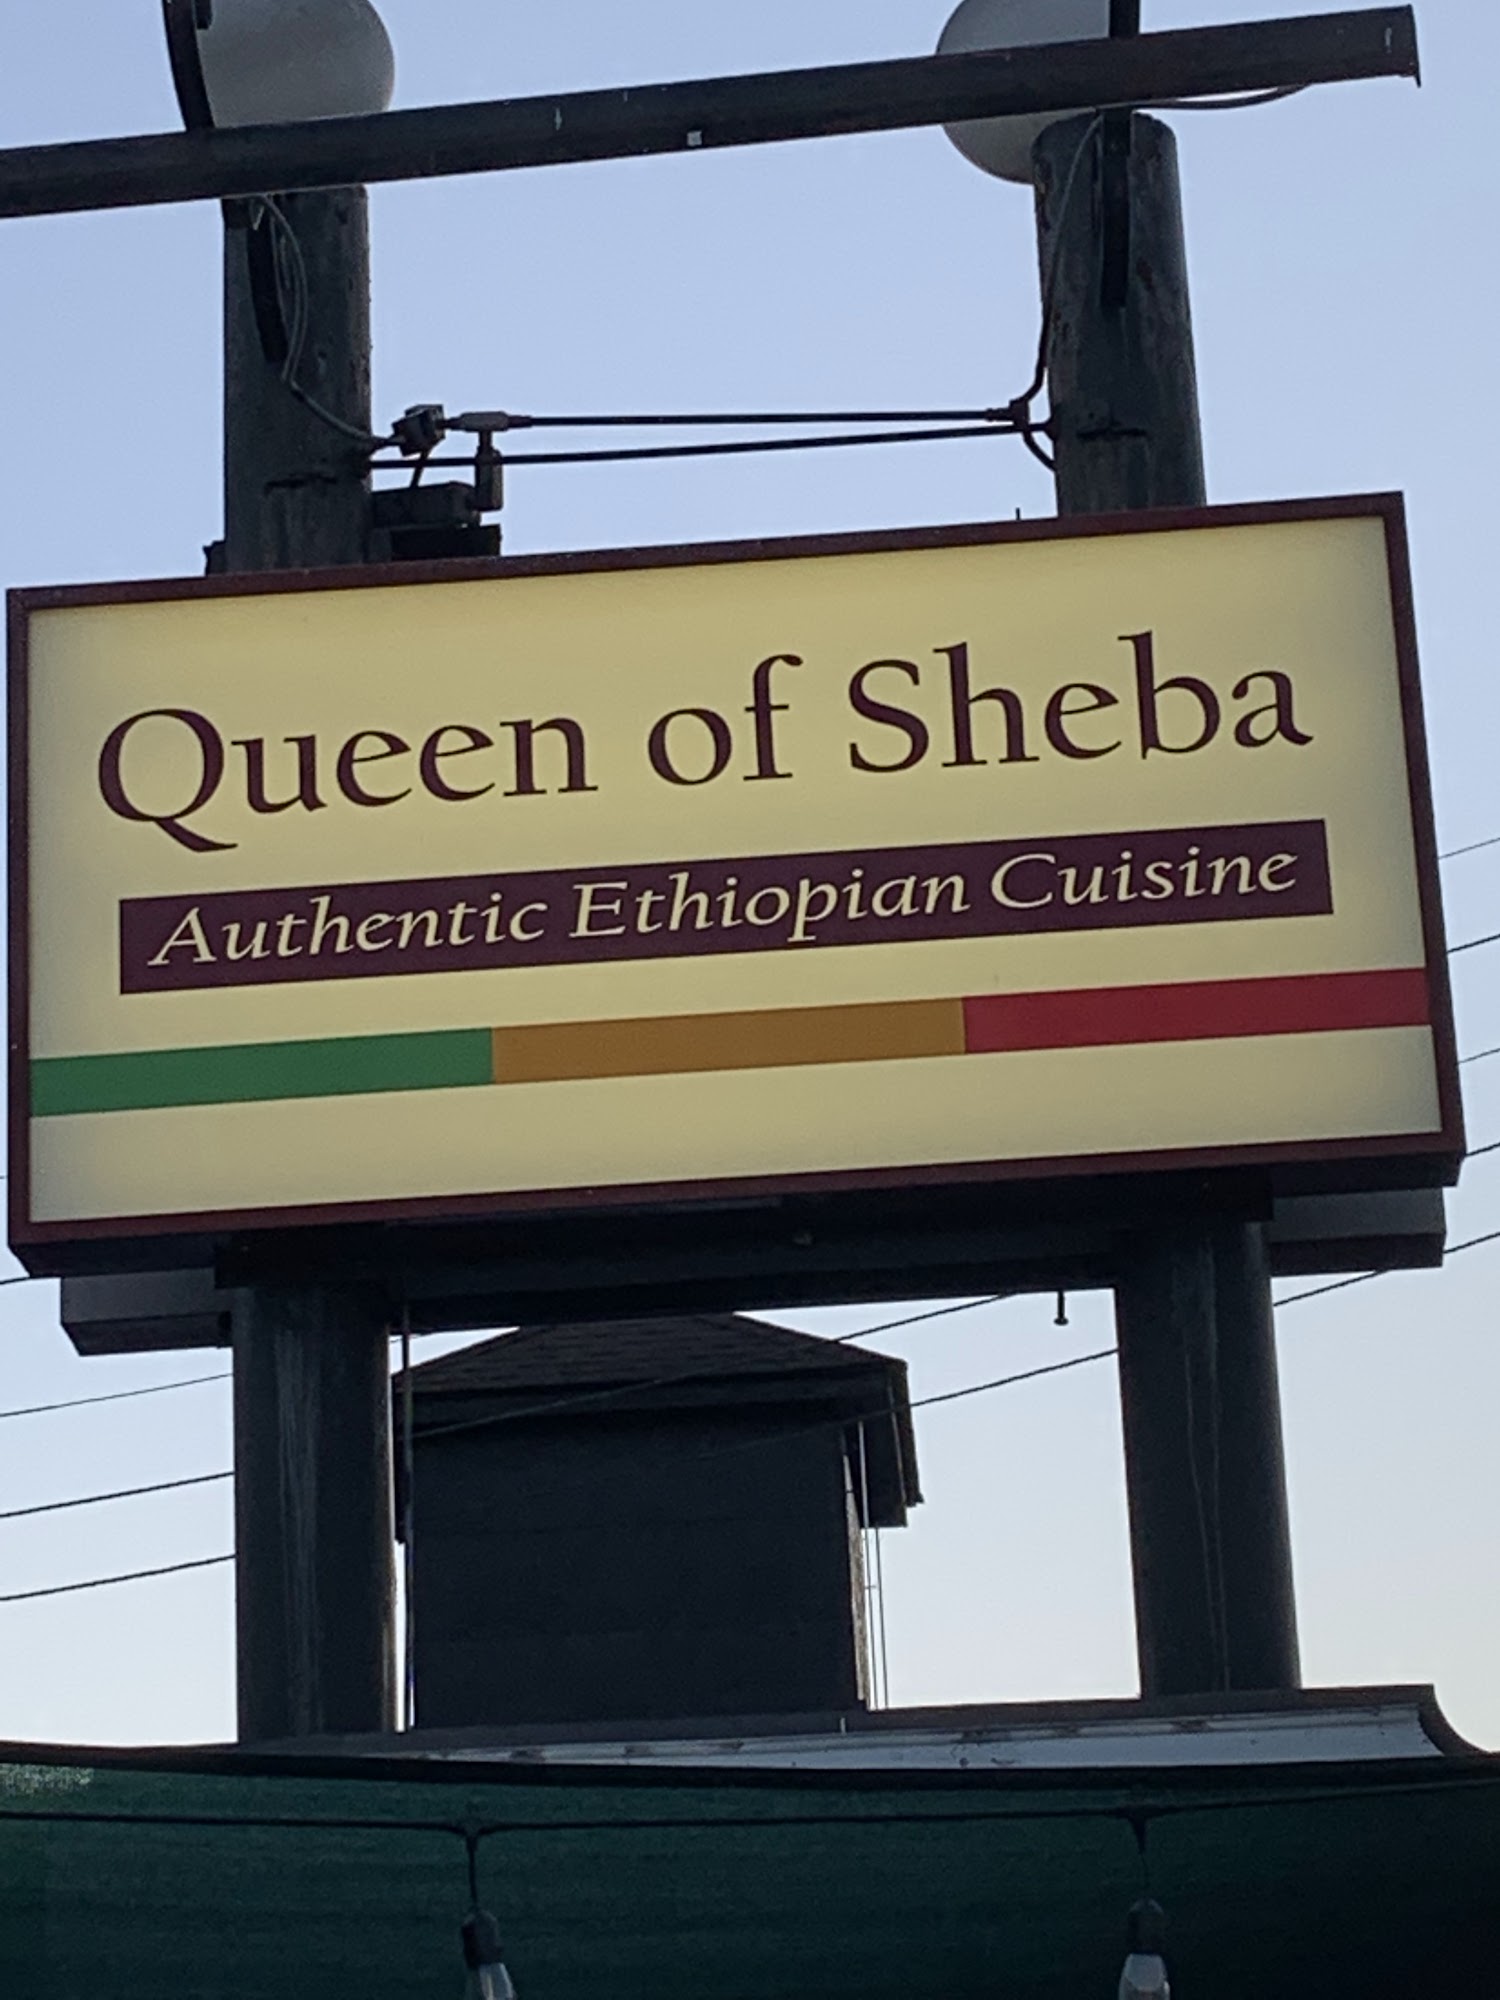 Queen of Sheba
Authentic Ethiopian Cuisine